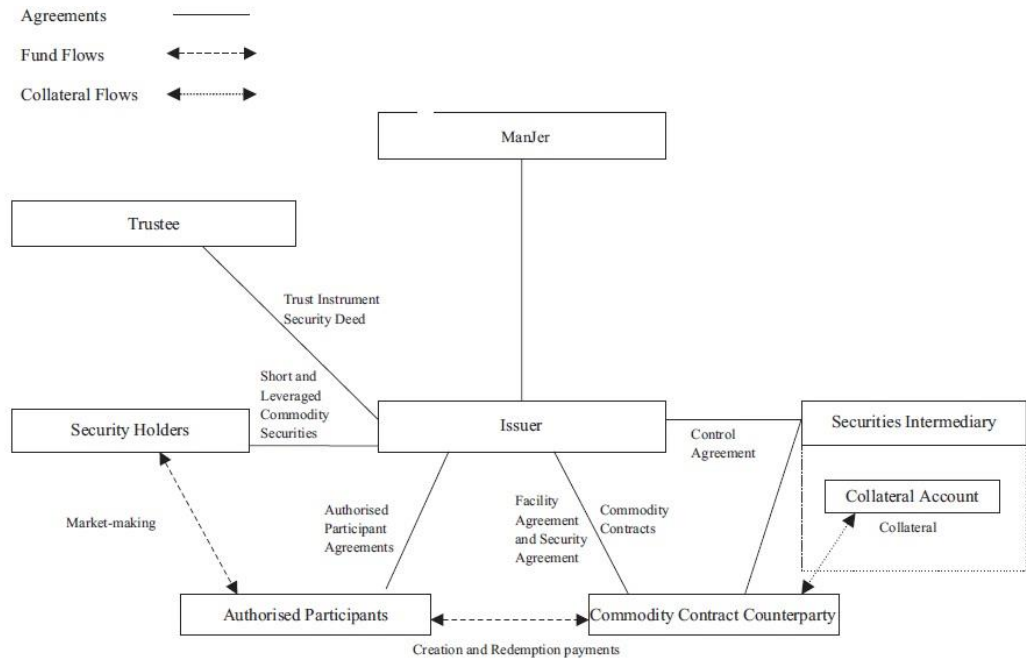 Agreements
Fund Flows
Collateral Flows
ManJer
Trustee
Trust Instrument
Security Deed
Short and
Leveraged
Commodity
Securities
Security Holders
Issuer
Control
Agreement
Securities Intermediary
Collateral Account
Collateral
Market-making
Authorised
Participant
Agreements
Facility
Agreement
and Security
Agreement
Commodity
Contracts
Authorised Participants
Commodity Contract Counterparty
Creation and Redemption payments